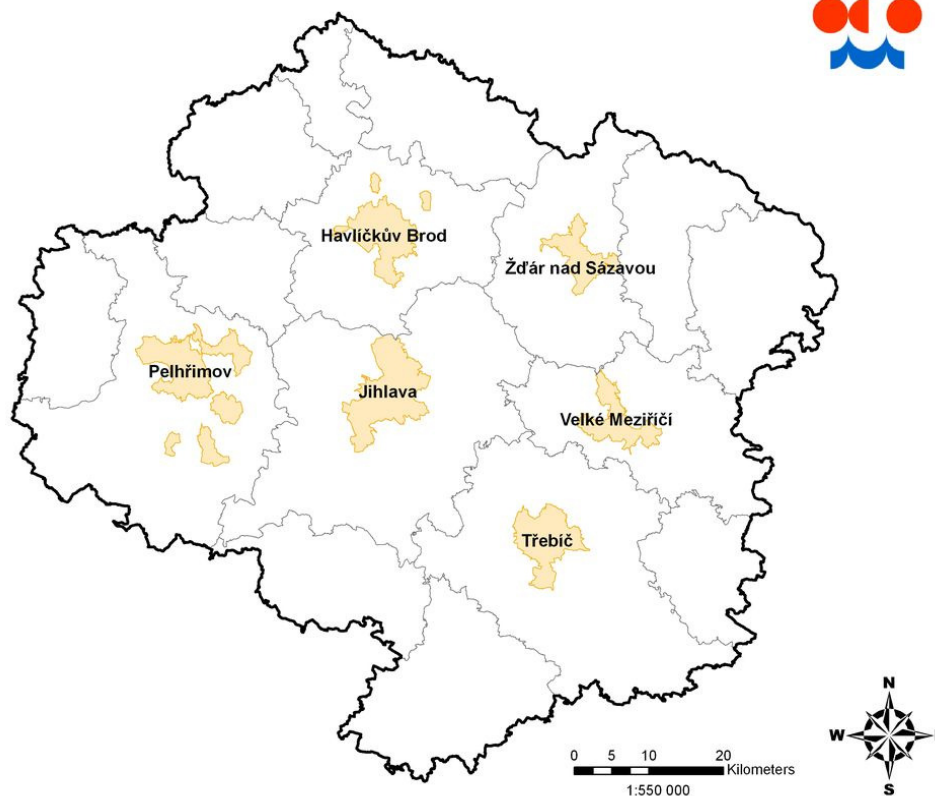 Havlíčkův Brod
Žďár nad Sázavou
Pelhřimov
Jihlava
Velké Meziříčí
Třebíč
N
W
S
0 5 10 20
Kilometers
1:550 000